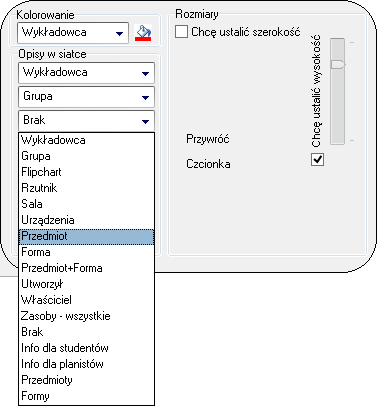 Kolorowanie
Wykładowca
Opisy w siatce
Wykładowca
Grupa
Brak
Wykładowca
Grupa
Flipchart
Rzutnik
Sala
Urządzenia
Przedmiot
Forma
Przedmiot+Forma
Utworzył
Właściciel
Zasoby - wszystkie
Brak
Info dla studentów
Info dla planistów
Przedmioty
Formy
Rozmiary
Chcę ustalić szerokość
Chcę ustalić wysokość
Przywróć
Czcionka